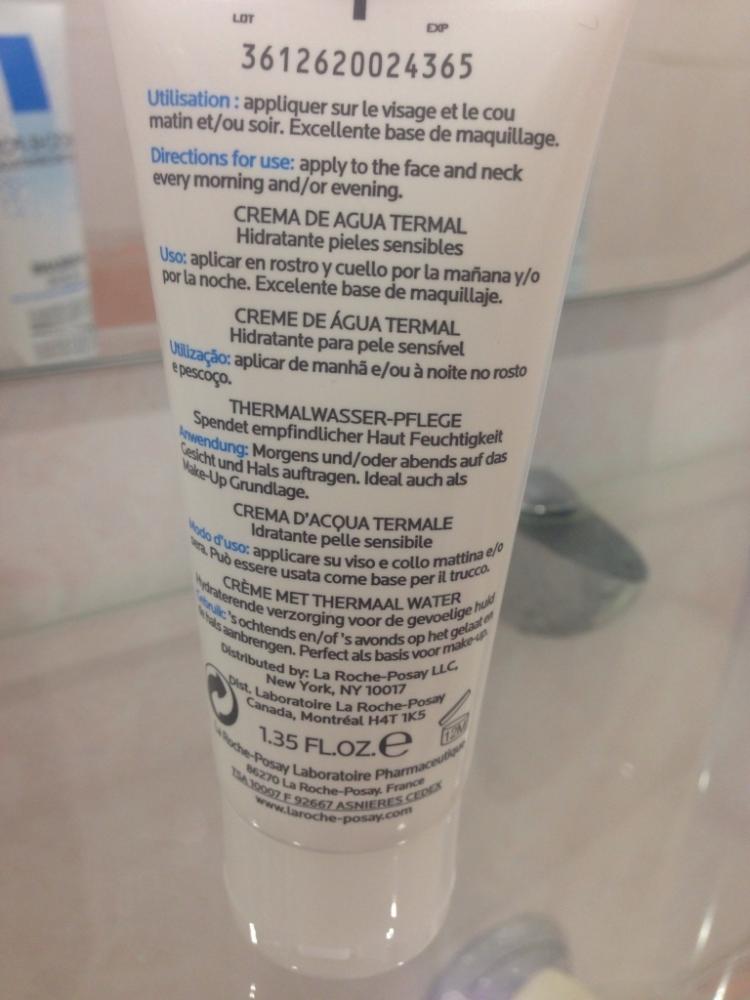 LOT EXP
3612620024365
Utilisation : appliquer sur le visage et le cou
matin et/ou soir. Excellente base de maquillage.
Directions for use: apply to the face and neck
every morning and/or evening.
CREMA DE AGUA TERMAL
Hidratante pieles sensibles
Uso: aplicar en rostro y cuello por la mañana y/o
por la noche. Excelente base de maquillaje.
CREME DE ÁGUA TERMAL
Hidratante para pele sensível
Utilização: aplicar de manhã e/ou à noite no rosto
e pescoço.
THERMALWASSER-PFLEGE
Spendet empfindlicher Haut Feuchtigkeit
Anwendung: Morgens und/oder abends auf das
Gesicht und Hals auftragen. Ideal auch als
Make-Up Grundlage.
CREMA D'ACQUA TERMALE
Idratante pelle sensibile
Modo d'uso: applicare su viso e collo mattina e/o
sera. Può essere usata come base per il trucco.
CRÈME MET THERMAAL WATER
Hydraterende verzorging voor de gevoelige huid
Gebruik: 's ochtends en/of 's avonds op het gelaat en
de hals aanbrengen. Perfect als basis voor make-up.
Distributed by: La Roche-Posay LLC,
New York, NY 10017
Dist. Laboratoire La Roche-Posay
Canada, Montréal H4T 1K5
12M
1.35 FL.OZ. e
La Roche-Posay Laboratoire Pharmaceutique
86270 La Roche-Posay. France
TSA 10007 F 92667 ASNIERES CEDEX
www.laroche-posay.com